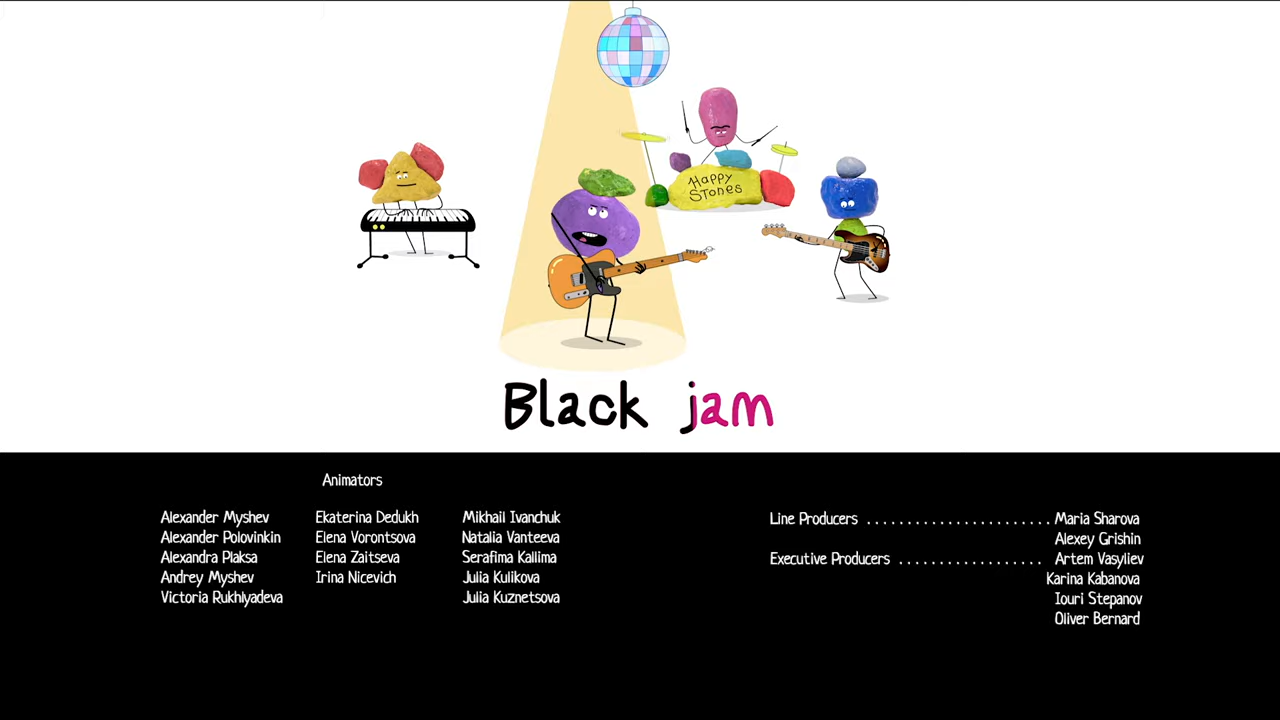 Happy
Stones
Black jam
Animators
Alexander Myshev
Alexander Polovinkin
Alexandra Plaksa
Andrey Myshev
Victoria Rukhlyadeva
Ekaterina Dedukh
Elena Vorontsova
Elena Zaitseva
Irina Nicevich
Mikhail Ivanchuk
Natalia Vanteeva
Serafima Kallima
Julia Kulikova
Julia Kuznetsova
Line Producers ....................... Maria Sharova
Alexey Grishin
Executive Producers .................. Artem Vasyliev
Karina Kabanova
Iouri Stepanov
Oliver Bernard